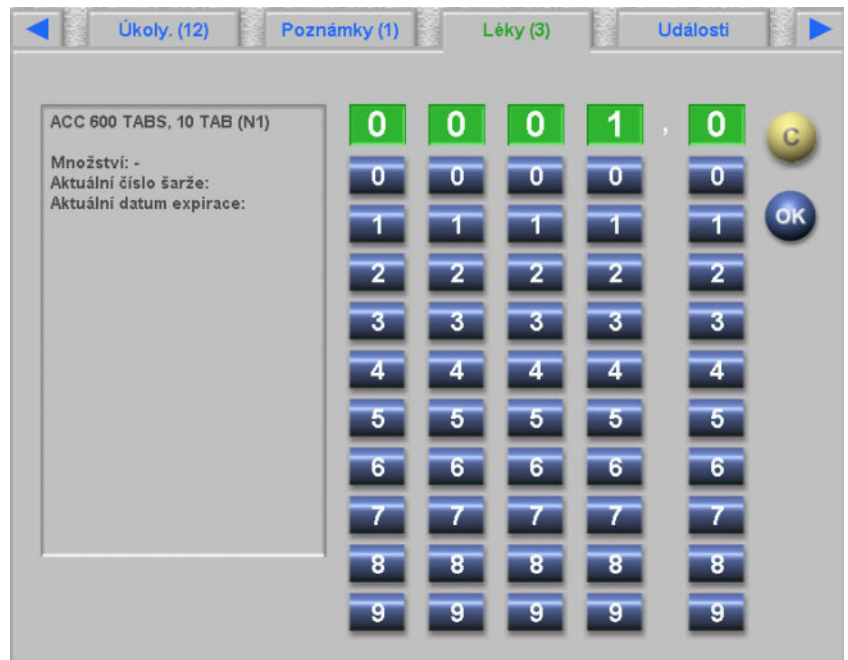 Úkoly. (12) Poznámky (1) Léky (3) Události
ACC 600 TABS, 10 TAB (N1)
Množství: -
Aktuální číslo šarže:
Aktuální datum expirace:
0 0 0 1 , 0
C
0 0 0 0 0
1 1 1 1 1
OK
2 2 2 2 2
3 3 3 3 3
4 4 4 4 4
5 5 5 5 5
6 6 6 6 6
7 7 7 7 7
8 8 8 8 8
9 9 9 9 9